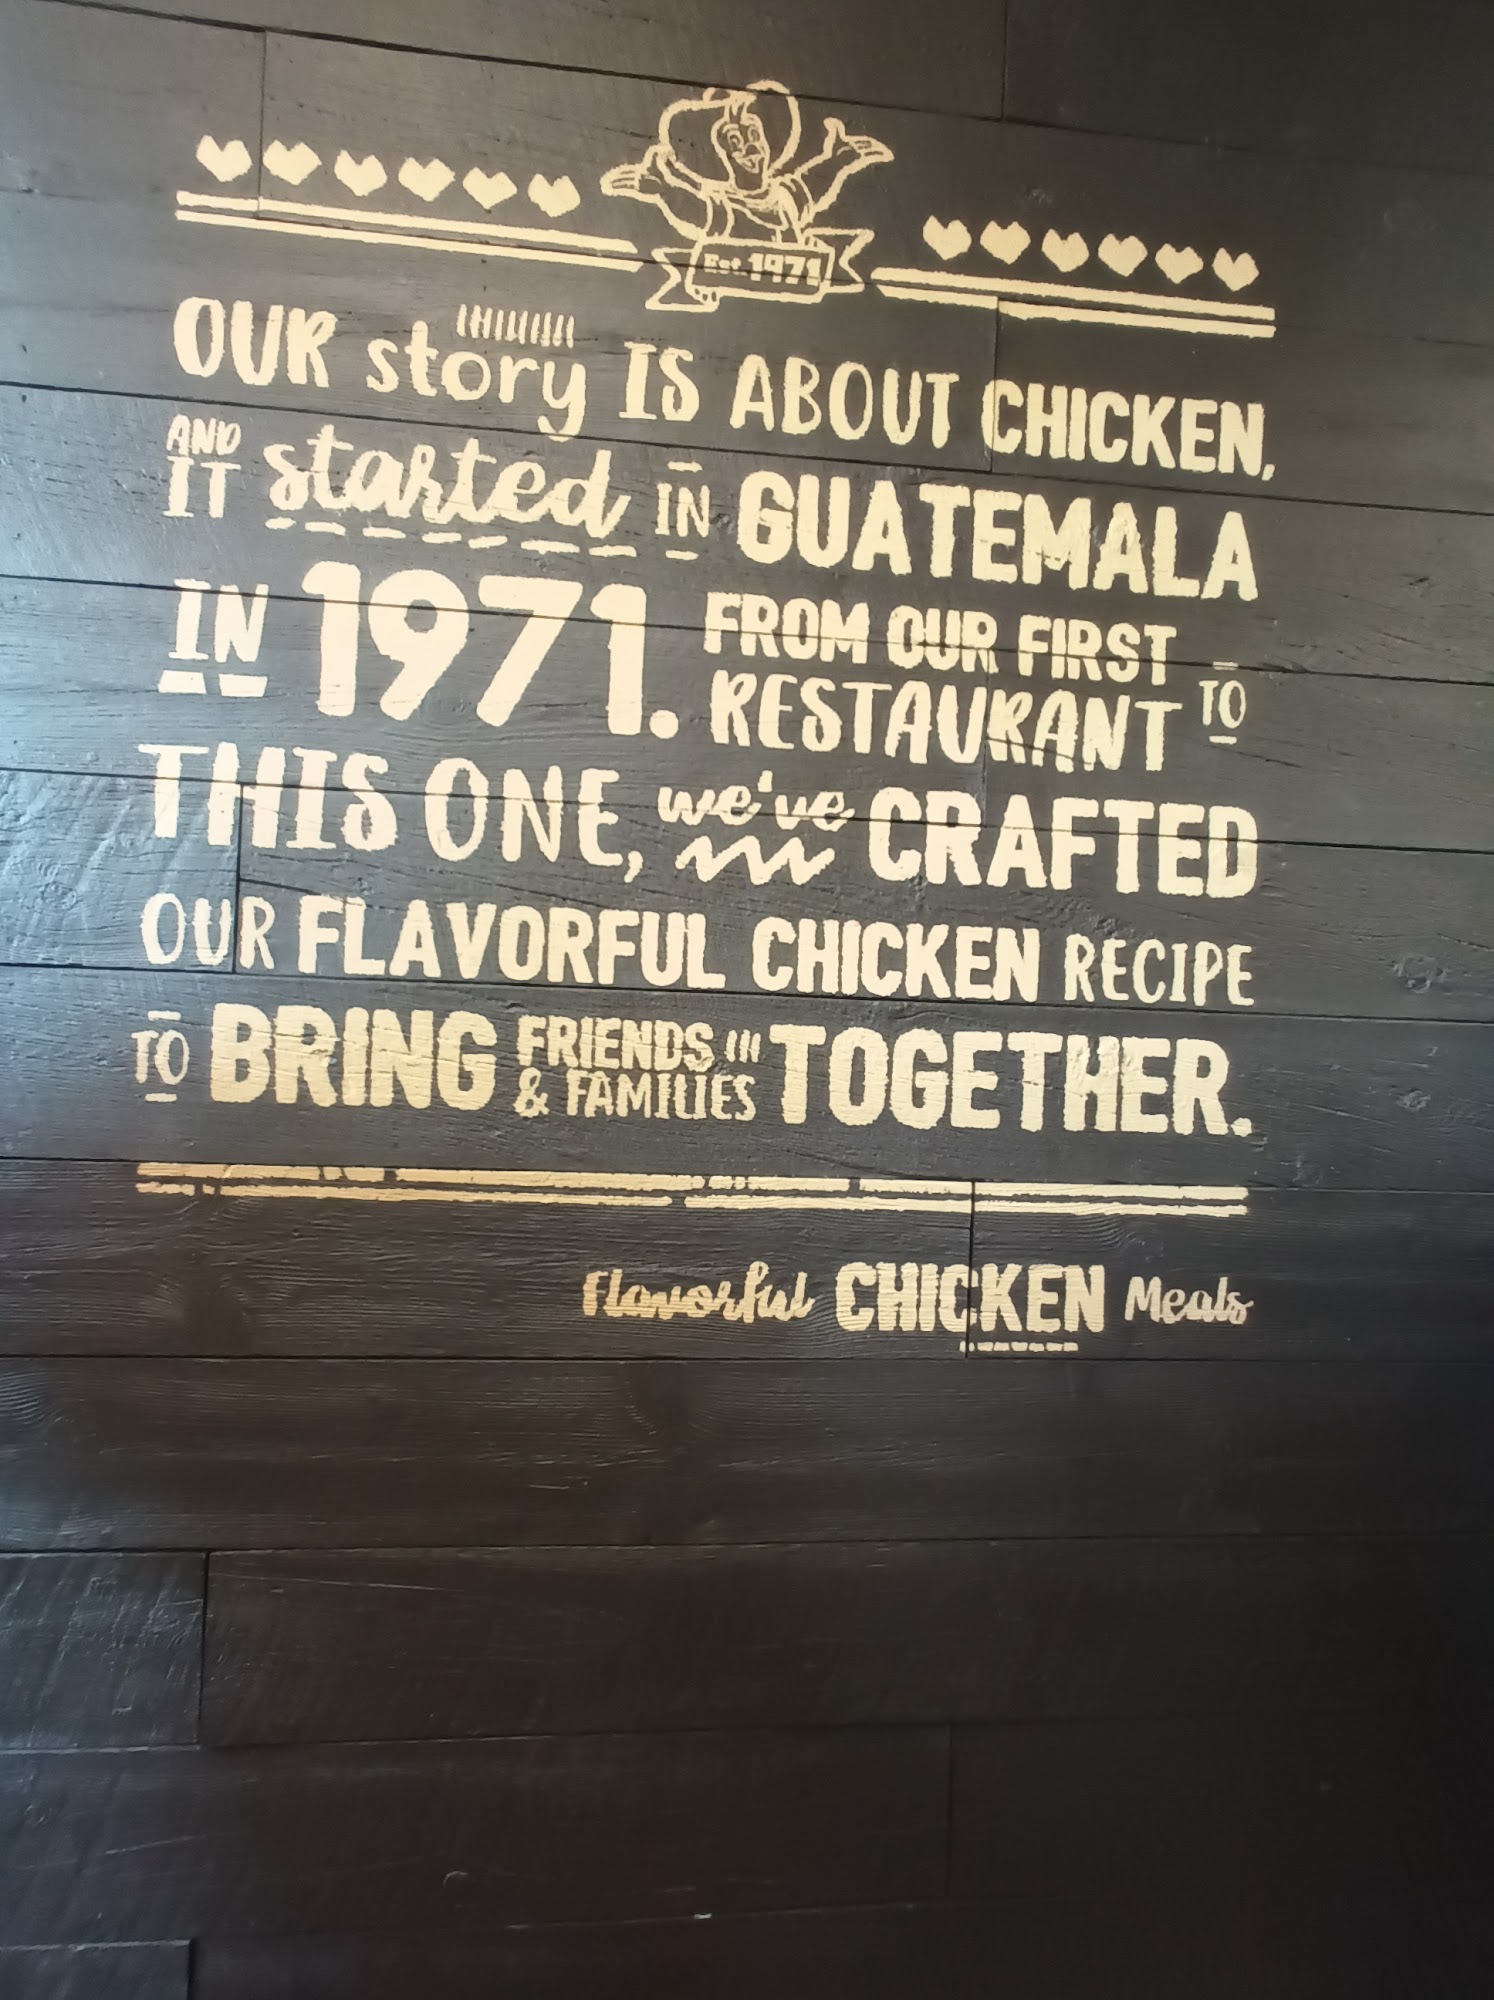 Est. 1971
OUR story IS ABOUT CHICKEN,
AND IT started IN GUATEMALA
IN 1971. FROM OUR FIRST RESTAURANT TO
THIS ONE, we've CRAFTED
OUR FLAVORFUL CHICKEN RECIPE
TO BRING FRIENDS & FAMILIES TOGETHER.
Flavorful CHICKEN Meals